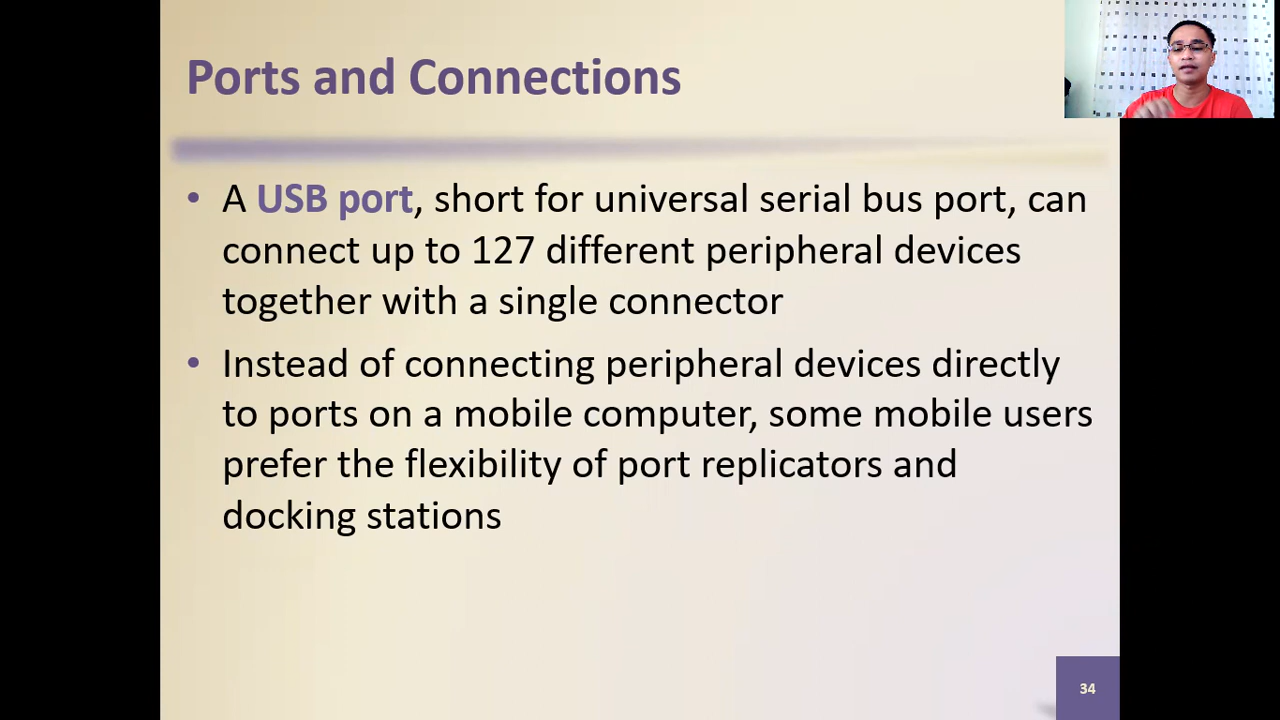 Ports and Connections
• A USB port, short for universal serial bus port, can
connect up to 127 different peripheral devices
together with a single connector
• Instead of connecting peripheral devices directly
to ports on a mobile computer, some mobile users
prefer the flexibility of port replicators and
docking stations
34